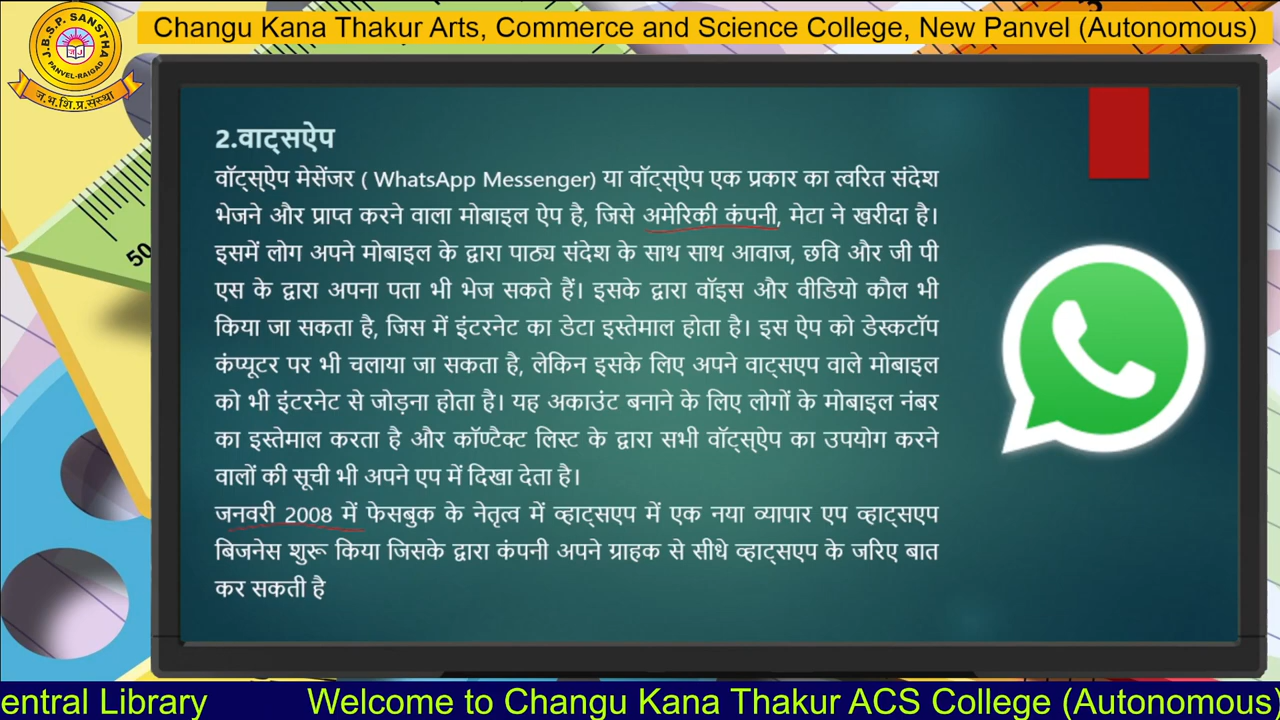 Changu Kana Thakur Arts, Commerce and Science College, New Panvel (Autonomous)
J.B.S.P. SANSTHA
PANVEL-RAIGAD
ज.भ.शि.प्र.संस्था
50
2.वाट्सऐप
वॉट्स्ऐप मेसेंजर ( WhatsApp Messenger) या वॉट्स्ऐप एक प्रकार का त्वरित संदेश
भेजने और प्राप्त करने वाला मोबाइल ऐप है, जिसे अमेरिकी कंपनी, मेटा ने खरीदा है।
इसमें लोग अपने मोबाइल के द्वारा पाठ्य संदेश के साथ साथ आवाज, छवि और जी पी
एस के द्वारा अपना पता भी भेज सकते हैं। इसके द्वारा वॉइस और वीडियो कौल भी
किया जा सकता है, जिस में इंटरनेट का डेटा इस्तेमाल होता है। इस ऐप को डेस्कटॉप
कंप्यूटर पर भी चलाया जा सकता है, लेकिन इसके लिए अपने वाट्सएप वाले मोबाइल
को भी इंटरनेट से जोड़ना होता है। यह अकाउंट बनाने के लिए लोगों के मोबाइल नंबर
का इस्तेमाल करता है और कॉण्टैक्ट लिस्ट के द्वारा सभी वॉट्स्ऐप का उपयोग करने
वालों की सूची भी अपने एप में दिखा देता है।
जनवरी 2008 में फेसबुक के नेतृत्व में व्हाट्सएप में एक नया व्यापार एप व्हाट्सएप
बिजनेस शुरू किया जिसके द्वारा कंपनी अपने ग्राहक से सीधे व्हाट्सएप के जरिए बात
कर सकती है
entral Library Welcome to Changu Kana Thakur ACS College (Autonomous)